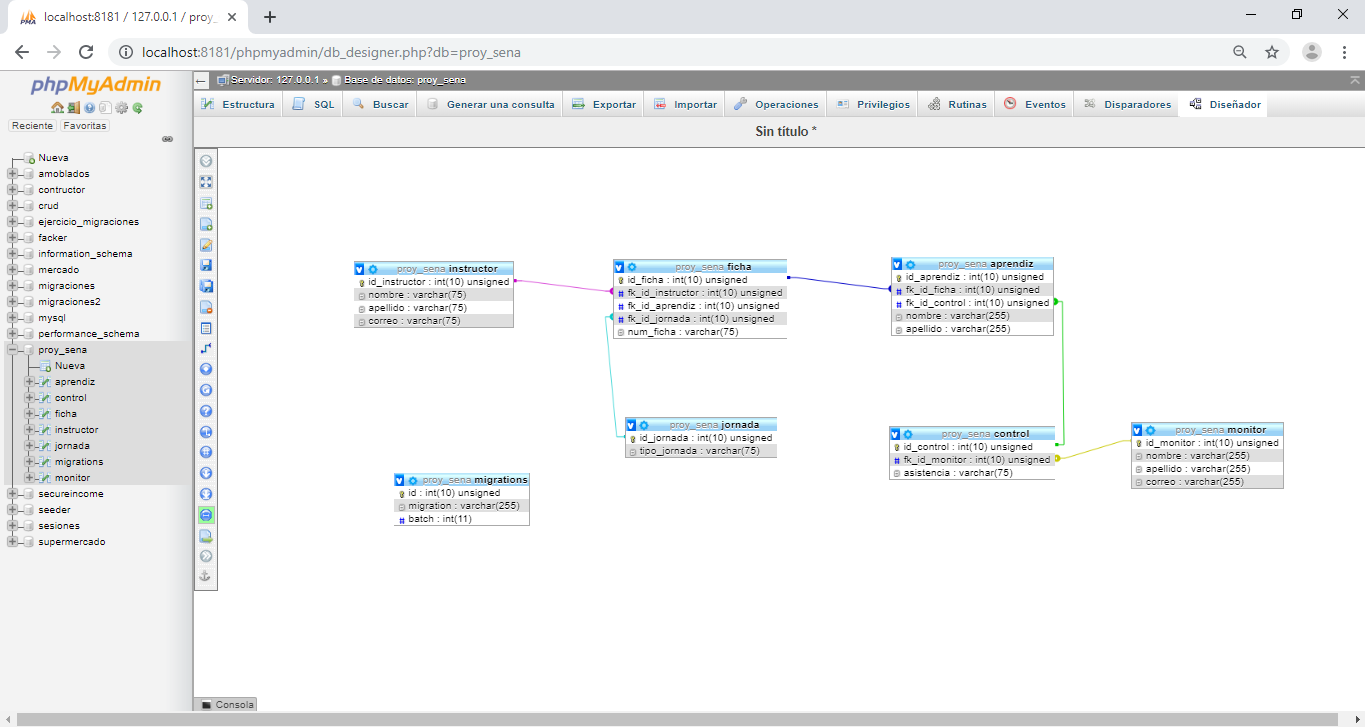 localhost:8181 / 127.0.0.1 / proy_
localhost:8181/phpmyadmin/db_designer.php?db=proy_sena
phpMyAdmin
Reciente Favoritas
Nueva
amoblados
contructor
crud
ejercicio_migraciones
facker
information_schema
mercado
migraciones
migraciones2
mysql
performance_schema
proy_sena
Nueva
aprendiz
control
ficha
instructor
jornada
migrations
monitor
secureincome
seeder
sesiones
supermercado
Servidor: 127.0.0.1 » Base de datos: proy_sena
Estructura SQL Buscar Generar una consulta Exportar Importar Operaciones Privilegios Rutinas Eventos Disparadores Diseñador
Sin título *
proy_sena instructor
id_instructor : int(10) unsigned
nombre : varchar(75)
apellido : varchar(75)
correo : varchar(75)
proy_sena ficha
id_ficha : int(10) unsigned
fk_id_instructor : int(10) unsigned
fk_id_aprendiz : int(10) unsigned
fk_id_jornada : int(10) unsigned
num_ficha : varchar(75)
proy_sena aprendiz
id_aprendiz : int(10) unsigned
fk_id_ficha : int(10) unsigned
fk_id_control : int(10) unsigned
nombre : varchar(255)
apellido : varchar(255)
proy_sena jornada
id_jornada : int(10) unsigned
tipo_jornada : varchar(75)
proy_sena control
id_control : int(10) unsigned
fk_id_monitor : int(10) unsigned
asistencia : varchar(75)
proy_sena monitor
id_monitor : int(10) unsigned
nombre : varchar(255)
apellido : varchar(255)
correo : varchar(255)
proy_sena migrations
id : int(10) unsigned
migration : varchar(255)
batch : int(11)
Consola